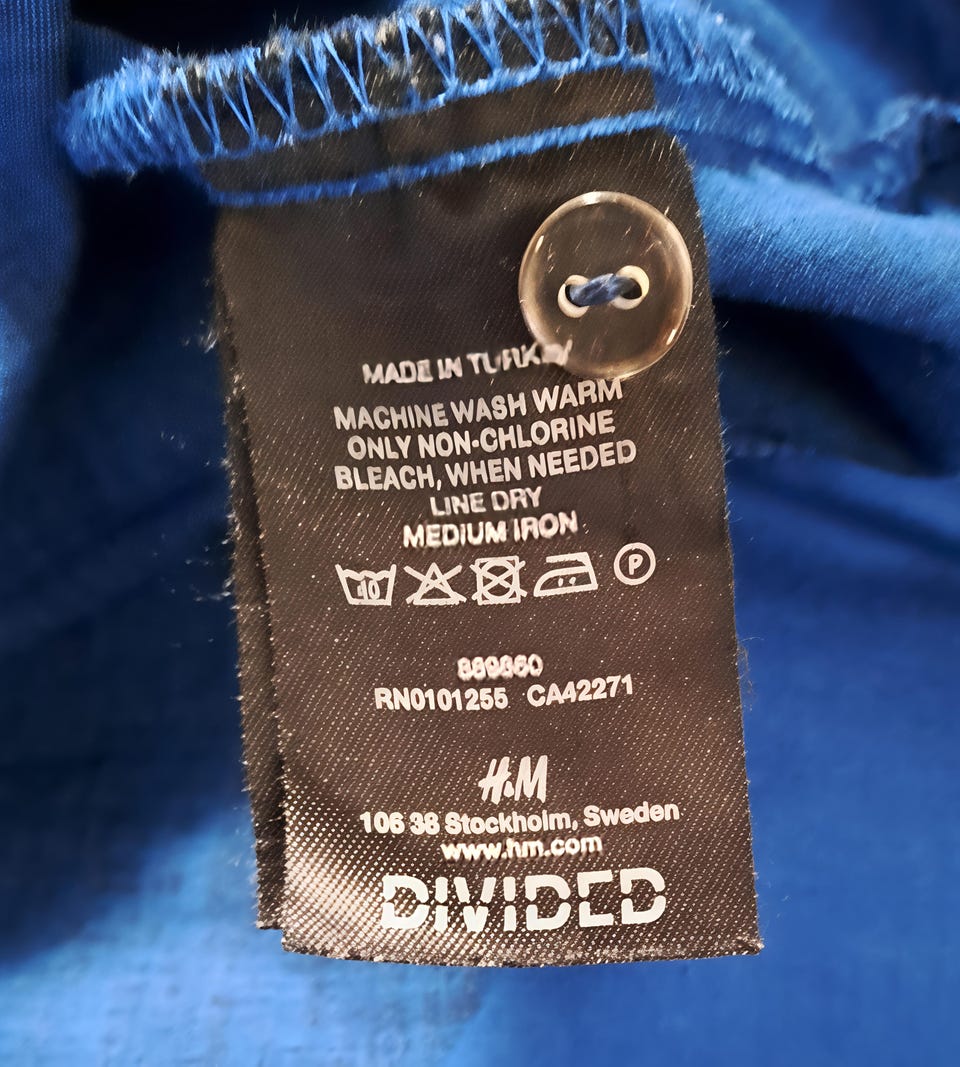 MADE IN TURKEY
MACHINE WASH WARM
ONLY NON-CHLORINE
BLEACH, WHEN NEEDED
LINE DRY
MEDIUM IRON
40 P
RN0101255 CA42271
H&M
106 38 Stockholm, Sweden
www.hm.com
DIVIDED